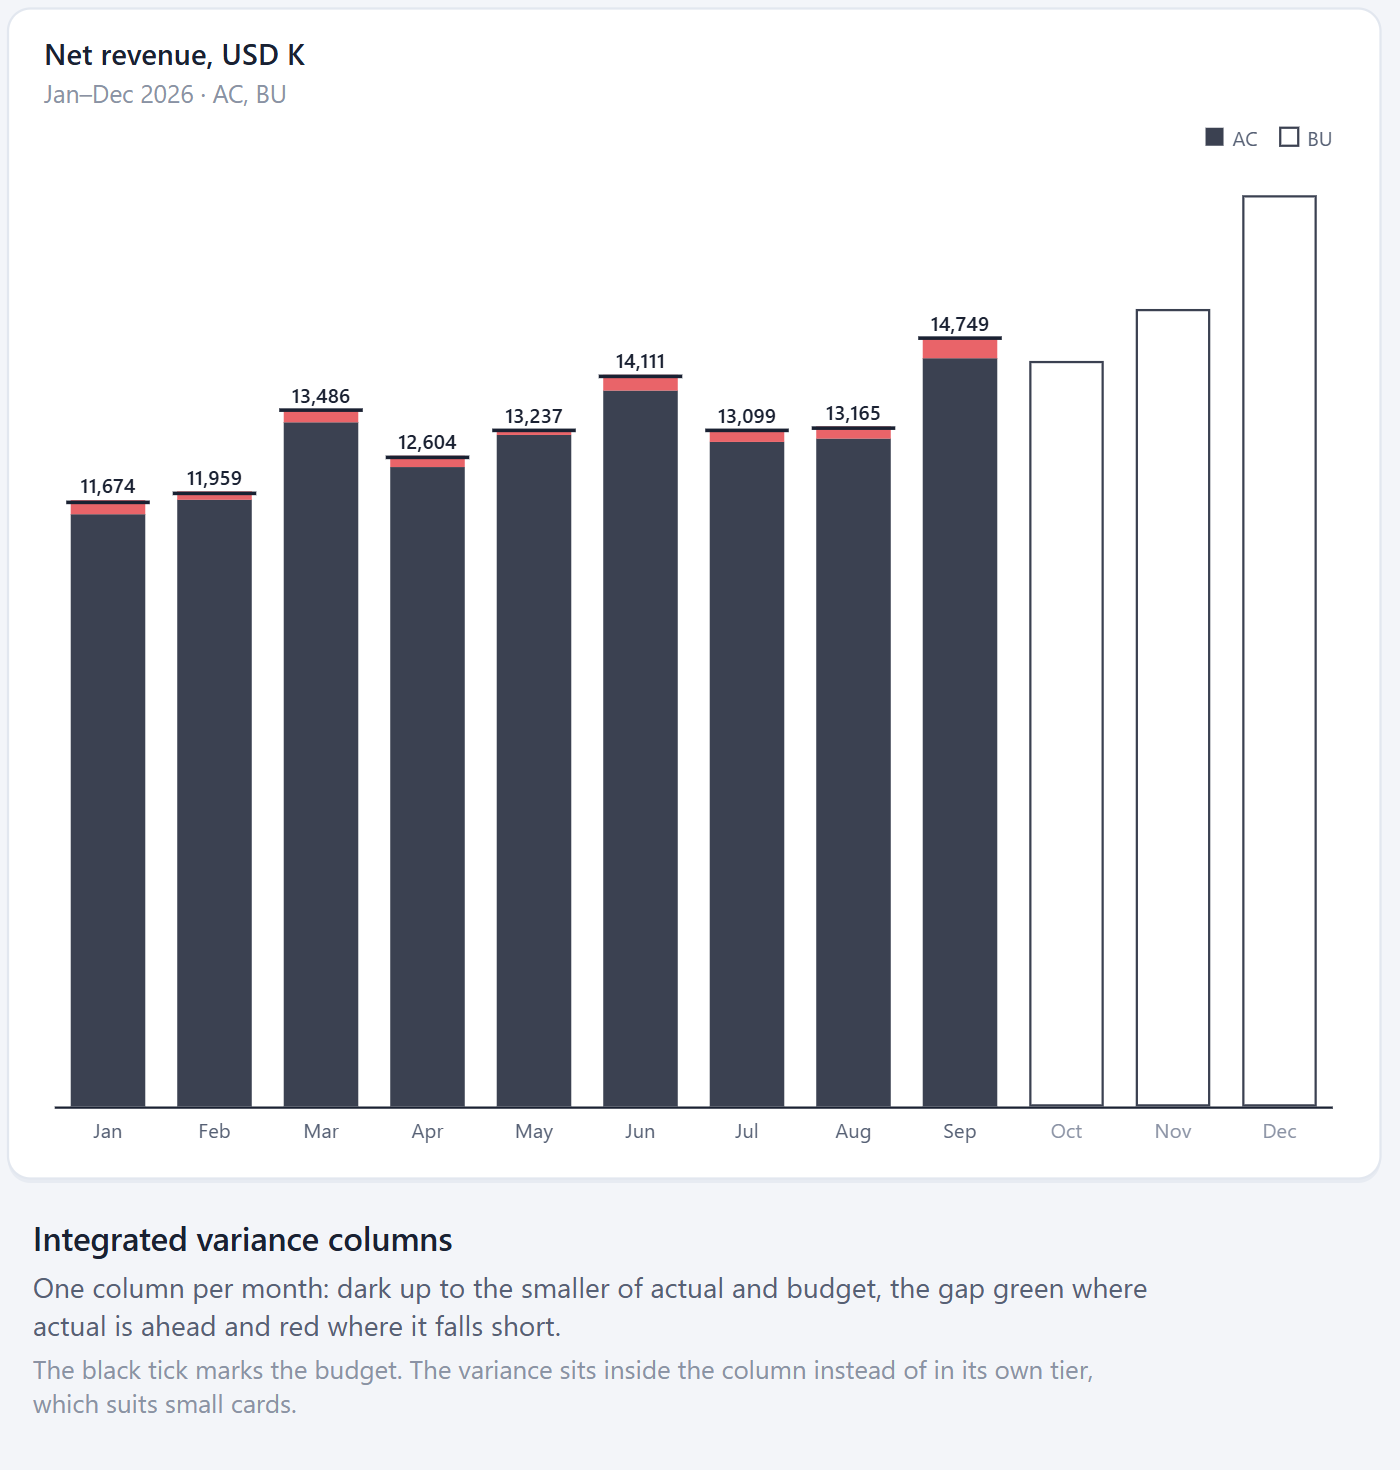 Net revenue, USD K
Jan–Dec 2026 · AC, BU
AC BU
14,749
14,111
13,486
13,237 13,099 13,165
12,604
11,674 11,959
Jan Feb Mar Apr May Jun Jul Aug Sep Oct Nov Dec
Integrated variance columns
One column per month: dark up to the smaller of actual and budget, the gap green where
actual is ahead and red where it falls short.
The black tick marks the budget. The variance sits inside the column instead of in its own tier,
which suits small cards.